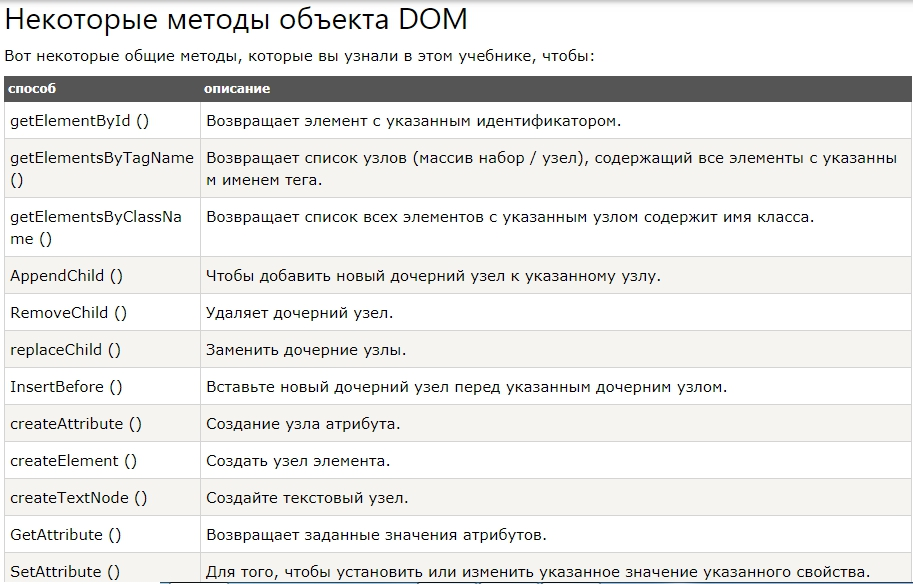 Некоторые методы объекта DOM
Вот некоторые общие методы, которые вы узнали в этом учебнике, чтобы:
способ описание
getElementById () Возвращает элемент с указанным идентификатором.
getElementsByTagName Возвращает список узлов (массив набор / узел), содержащий все элементы с указанны
() м именем тега.
getElementsByClassNa Возвращает список всех элементов с указанным узлом содержит имя класса.
me ()
AppendChild () Чтобы добавить новый дочерний узел к указанному узлу.
RemoveChild () Удаляет дочерний узел.
replaceChild () Заменить дочерние узлы.
InsertBefore () Вставьте новый дочерний узел перед указанным дочерним узлом.
createAttribute () Создание узла атрибута.
createElement () Создать узел элемента.
createTextNode () Создайте текстовый узел.
GetAttribute () Возвращает заданные значения атрибутов.
SetAttribute () Для того, чтобы установить или изменить указанное значение указанного свойства.